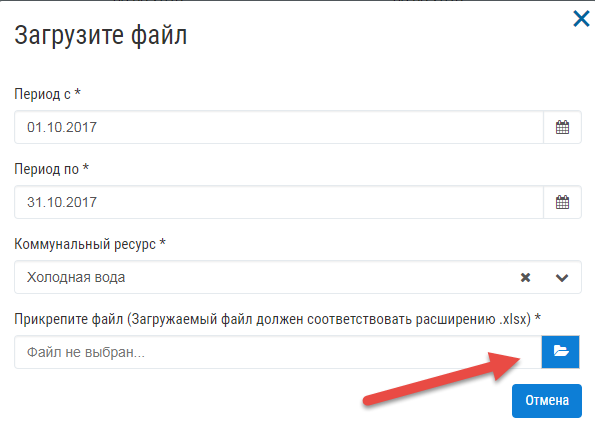 Загрузите файл
Период с *
01.10.2017
Период по *
31.10.2017
Коммунальный ресурс *
Холодная вода
Прикрепите файл (Загружаемый файл должен соответствовать расширению .xlsx) *
Файл не выбран...
Отмена